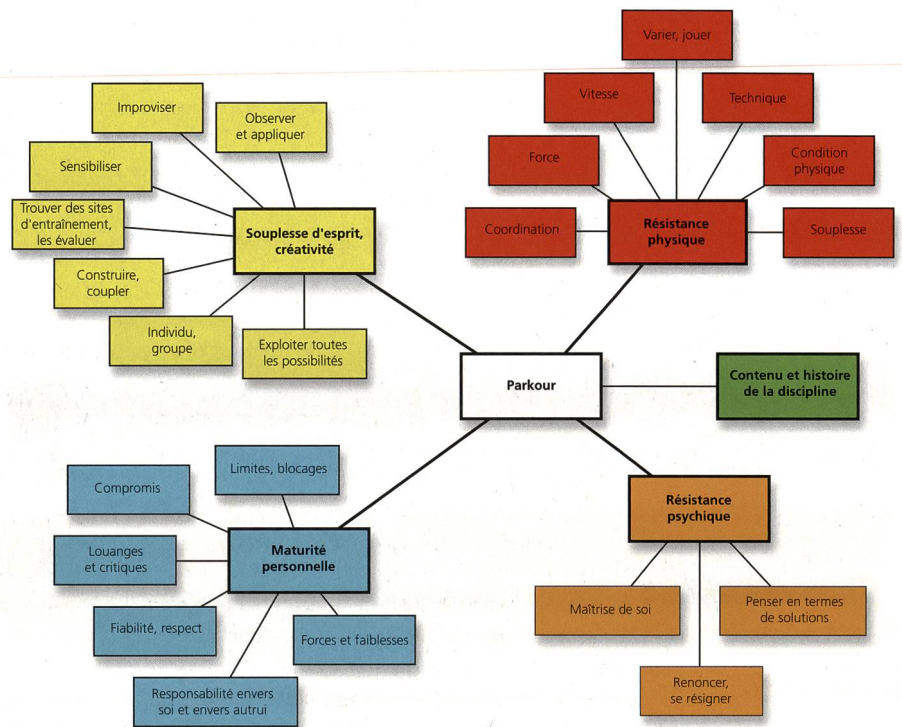 Varier, jouer
Improviser
Vitesse
Technique
Observer
et appliquer
Sensibiliser
Force
Condition
physique
Trouver des sites
d'entraînement,
les évaluer
Souplesse d'esprit,
créativité
Coordination
Résistance
physique
Souplesse
Construire,
coupler
Individu,
groupe
Exploiter toutes
les possibilités
Parkour
Contenu et histoire
de la discipline
Limites, blocages
Compromis
Résistance
psychique
Louanges
et critiques
Maturité
personnelle
Maîtrise de soi
Penser en termes
de solutions
Fiabilité, respect
Forces et faiblesses
Responsabilité envers
soi et envers autrui
Renoncer,
se résigner